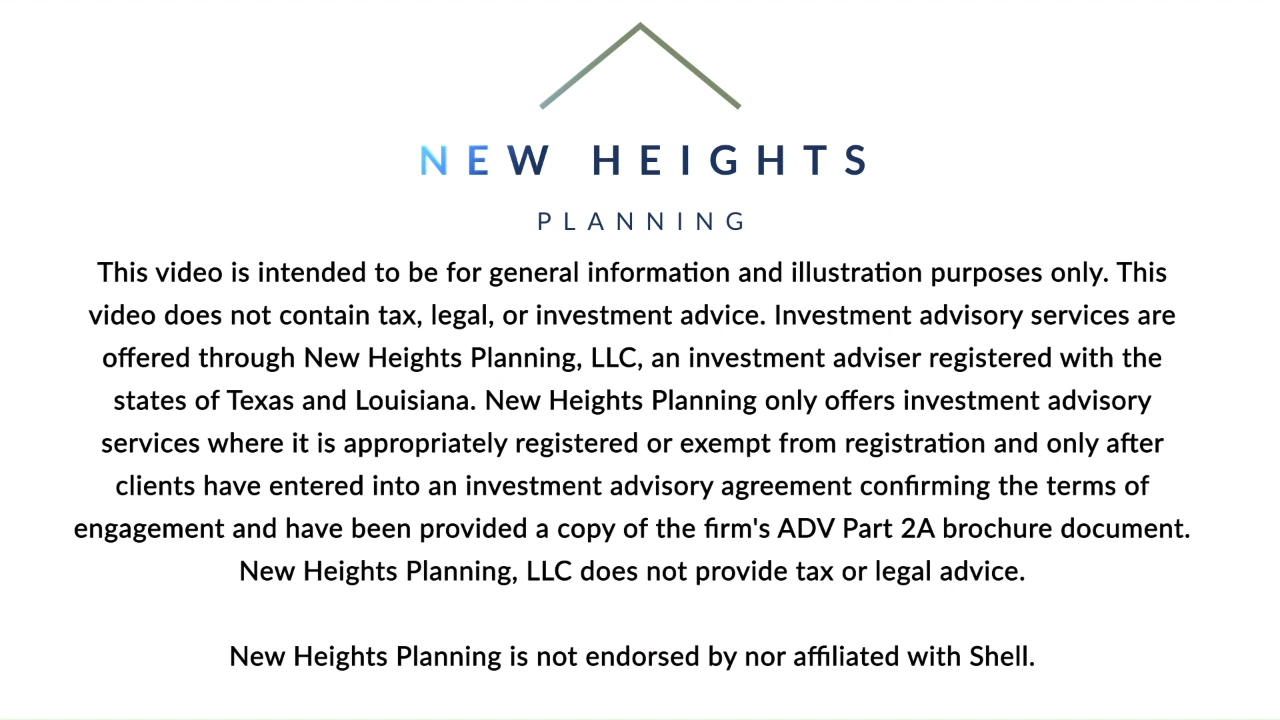 NEW HEIGHTS
PLANNING
This video is intended to be for general information and illustration purposes only. This
video does not contain tax, legal, or investment advice. Investment advisory services are
offered through New Heights Planning, LLC, an investment adviser registered with the
states of Texas and Louisiana. New Heights Planning only offers investment advisory
services where it is appropriately registered or exempt from registration and only after
clients have entered into an investment advisory agreement confirming the terms of
engagement and have been provided a copy of the firm's ADV Part 2A brochure document.
New Heights Planning, LLC does not provide tax or legal advice.
New Heights Planning is not endorsed by nor affiliated with Shell.